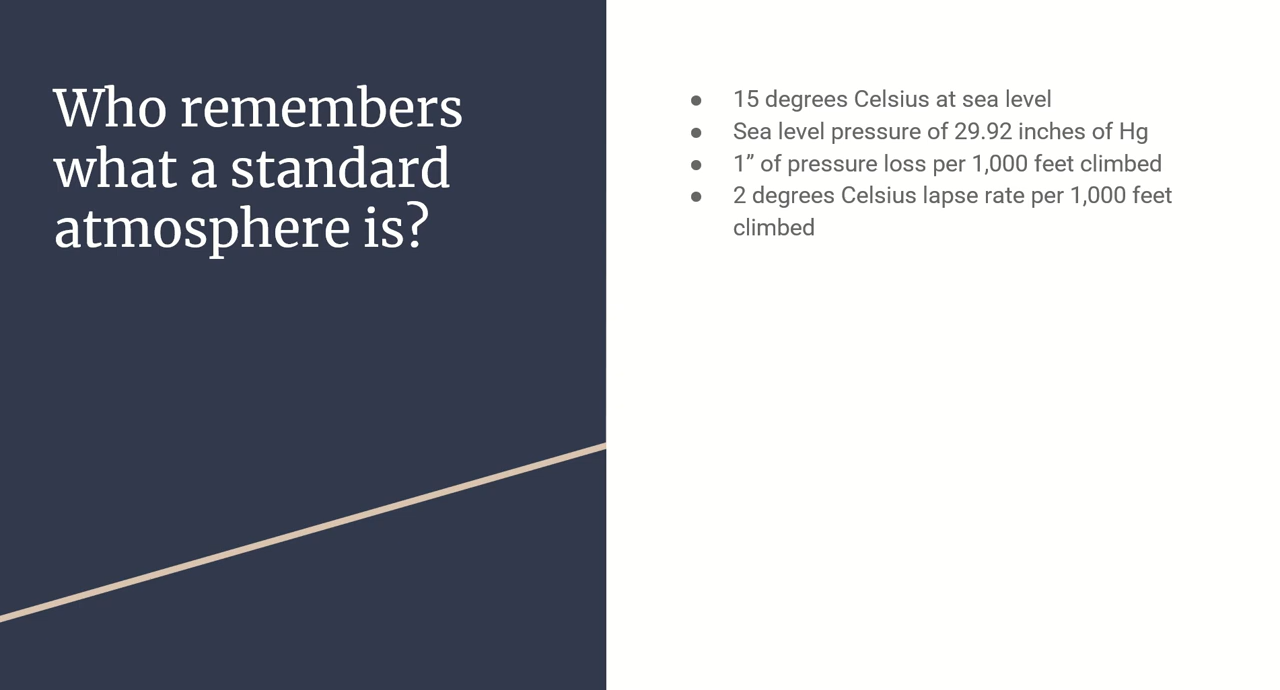 Who remembers
what a standard
atmosphere is?
● 15 degrees Celsius at sea level
● Sea level pressure of 29.92 inches of Hg
● 1” of pressure loss per 1,000 feet climbed
● 2 degrees Celsius lapse rate per 1,000 feet
climbed